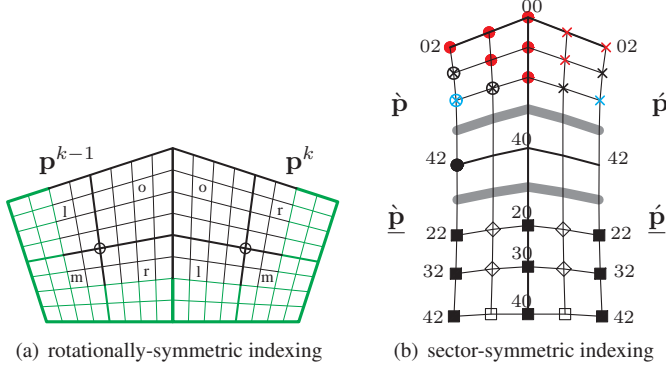 p^{k−1} p^k
o o
l r
m r l m
(a) rotationally-symmetric indexing
00
02 02
p̀ ṕ
40
42 42
p̲̀ ṕ̲
20
22 22
30
32 32
40
42 42
(b) sector-symmetric indexing